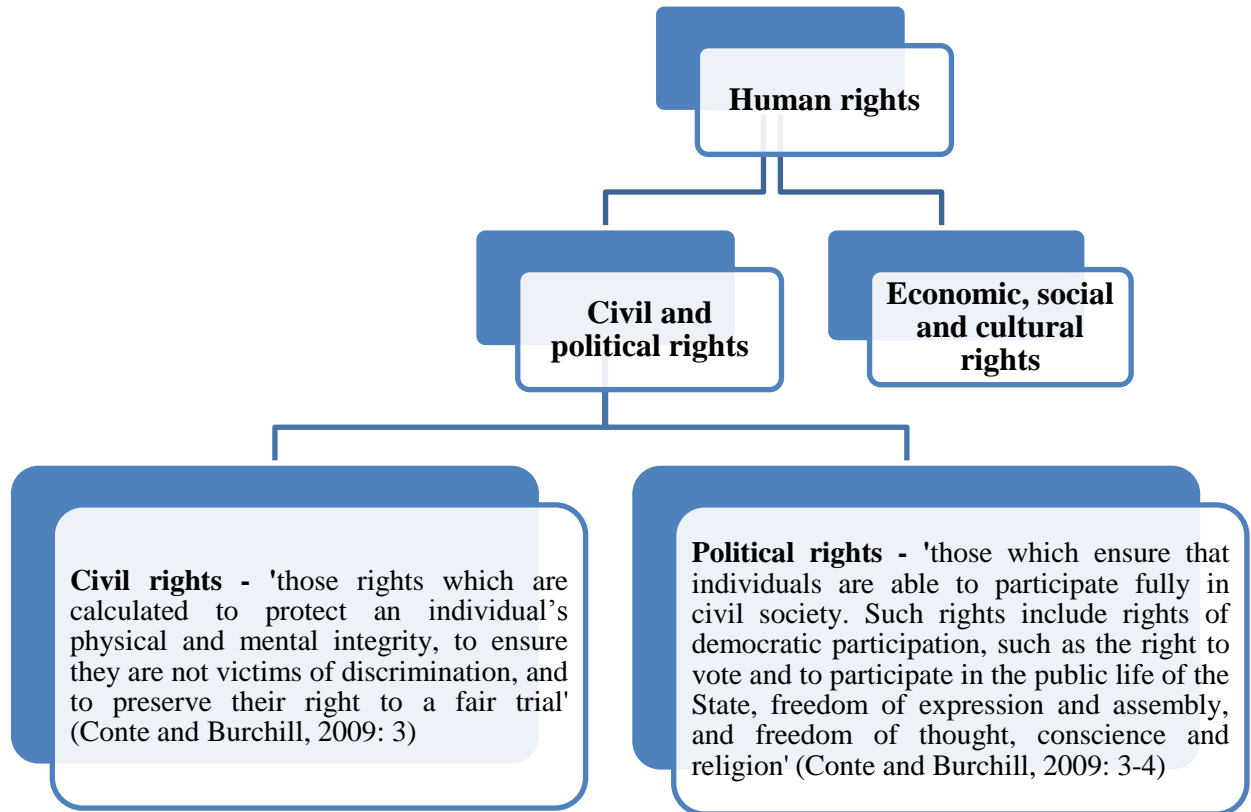 Human rights
Civil and
political rights
Economic, social
and cultural
rights
Civil rights - 'those rights which are
calculated to protect an individual’s
physical and mental integrity, to ensure
they are not victims of discrimination, and
to preserve their right to a fair trial'
(Conte and Burchill, 2009: 3)
Political rights - 'those which ensure that
individuals are able to participate fully in
civil society. Such rights include rights of
democratic participation, such as the right to
vote and to participate in the public life of the
State, freedom of expression and assembly,
and freedom of thought, conscience and
religion' (Conte and Burchill, 2009: 3-4)